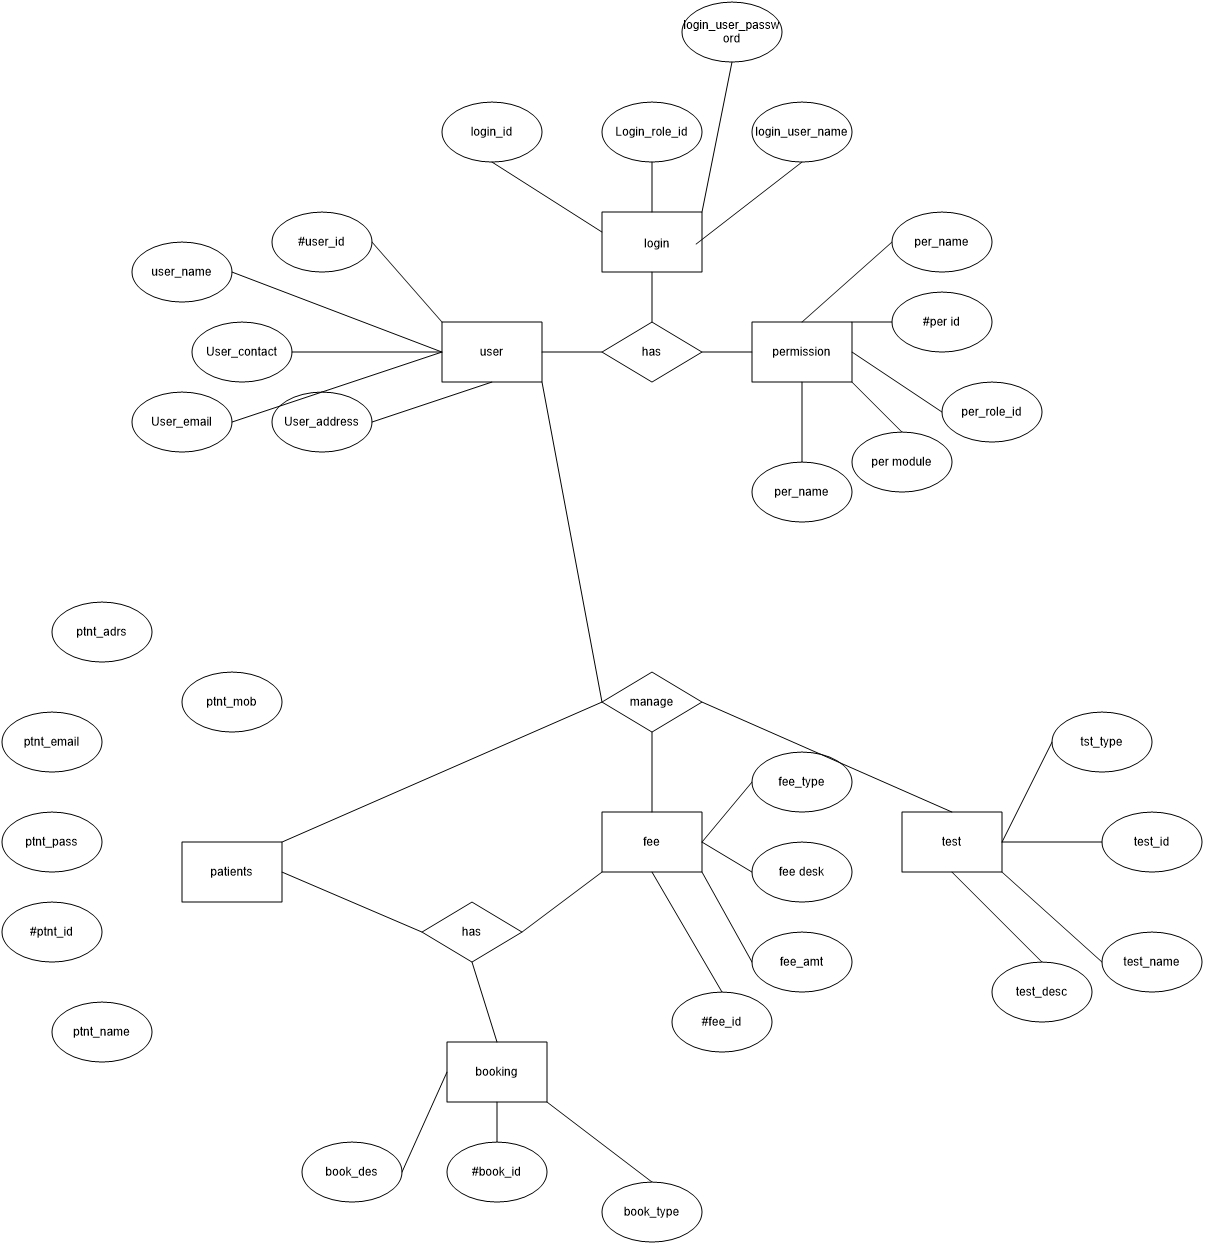 login_user_passw
ord
login_id
Login_role_id
login_user_name
#user_id
login
per_name
user_name
#per id
User_contact
user
has
permission
User_email
User_address
per_role_id
per module
per_name
ptnt_adrs
ptnt_mob
manage
ptnt_email
tst_type
fee_type
ptnt_pass
fee
test
test_id
patients
fee desk
#ptnt_id
has
fee_amt
test_name
test_desc
#fee_id
ptnt_name
booking
book_des
#book_id
book_type